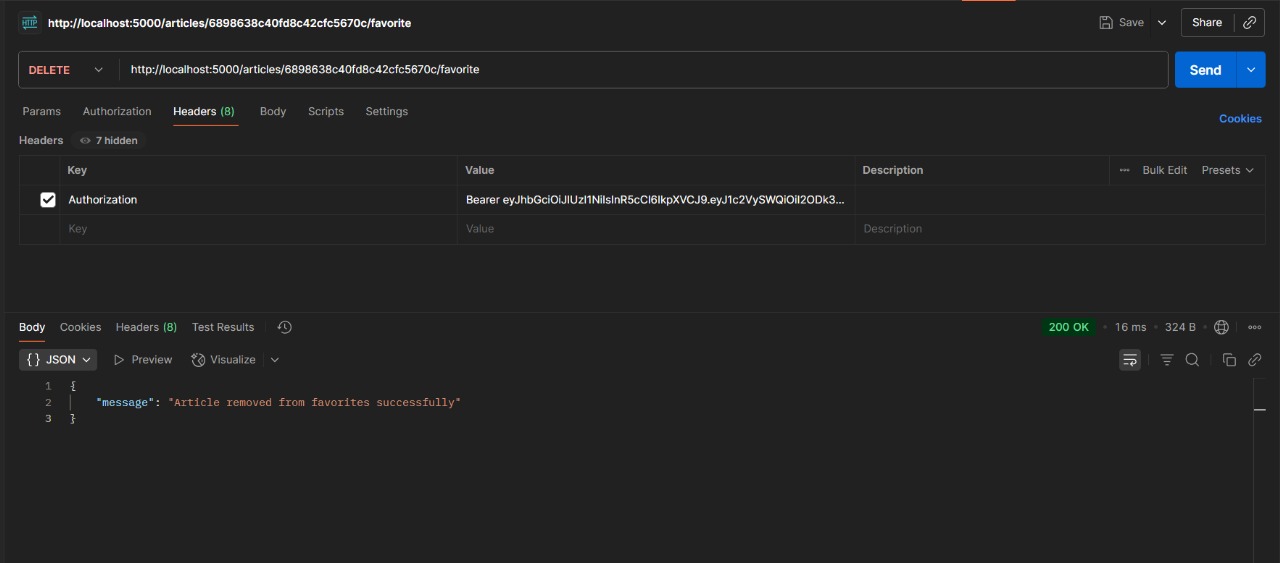 HTTP http://localhost:5000/articles/6898638c40fd8c42cfc5670c/favorite Save Share
DELETE http://localhost:5000/articles/6898638c40fd8c42cfc5670c/favorite Send
Params Authorization Headers (8) Body Scripts Settings Cookies
Headers 7 hidden
Key Value Description ••• Bulk Edit Presets
Authorization Bearer eyJhbGciOiJIUzI1NiIsInR5cCI6IkpXVCJ9.eyJ1c2VySWQiOiI2ODk3...
Key Value Description
Body Cookies Headers (8) Test Results 200 OK • 16 ms • 324 B • •••
{} JSON Preview Visualize
1 {
2 "message": "Article removed from favorites successfully"
3 }